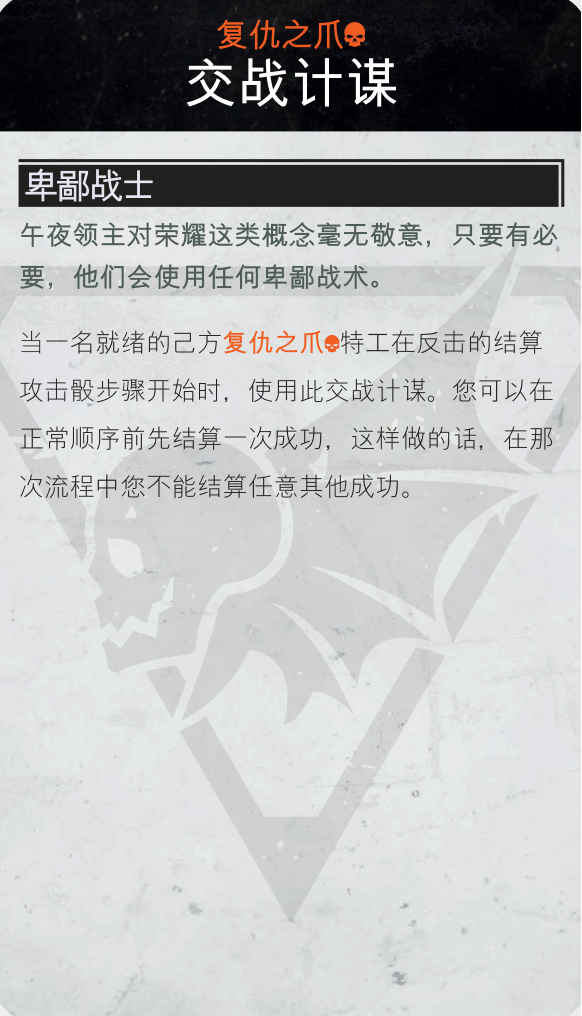 复仇之爪
交战计谋
卑鄙战士
午夜领主对荣耀这类概念毫无敬意，只要有必
要，他们会使用任何卑鄙战术。
当一名就绪的己方复仇之爪特工在反击的结算
攻击骰步骤开始时，使用此交战计谋。您可以在
正常顺序前先结算一次成功，这样做的话，在那
次流程中您不能结算任意其他成功。